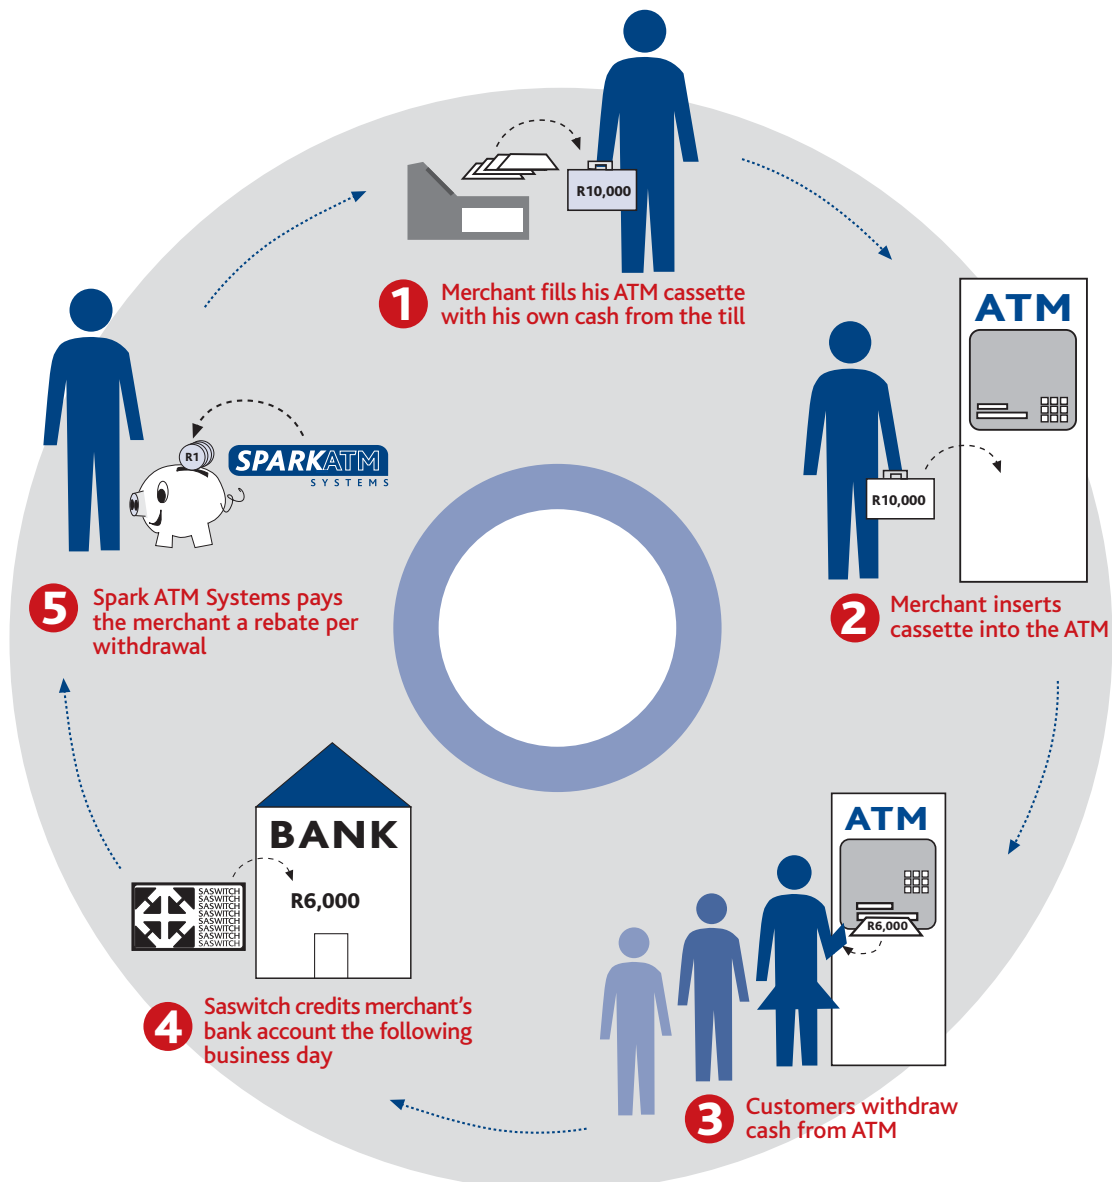 R10,000
1
Merchant fills his ATM cassette
with his own cash from the till
ATM
R10,000
2
Merchant inserts
cassette into the ATM
ATM
R6,000
3
Customers withdraw
cash from ATM
BANK
R6,000
SASWITCH
SASWITCH
SASWITCH
SASWITCH
SASWITCH
SASWITCH
SASWITCH
SASWITCH
4
Saswitch credits merchant's
bank account the following
business day
R1
SPARKATM
SYSTEMS
5
Spark ATM Systems pays
the merchant a rebate per
withdrawal